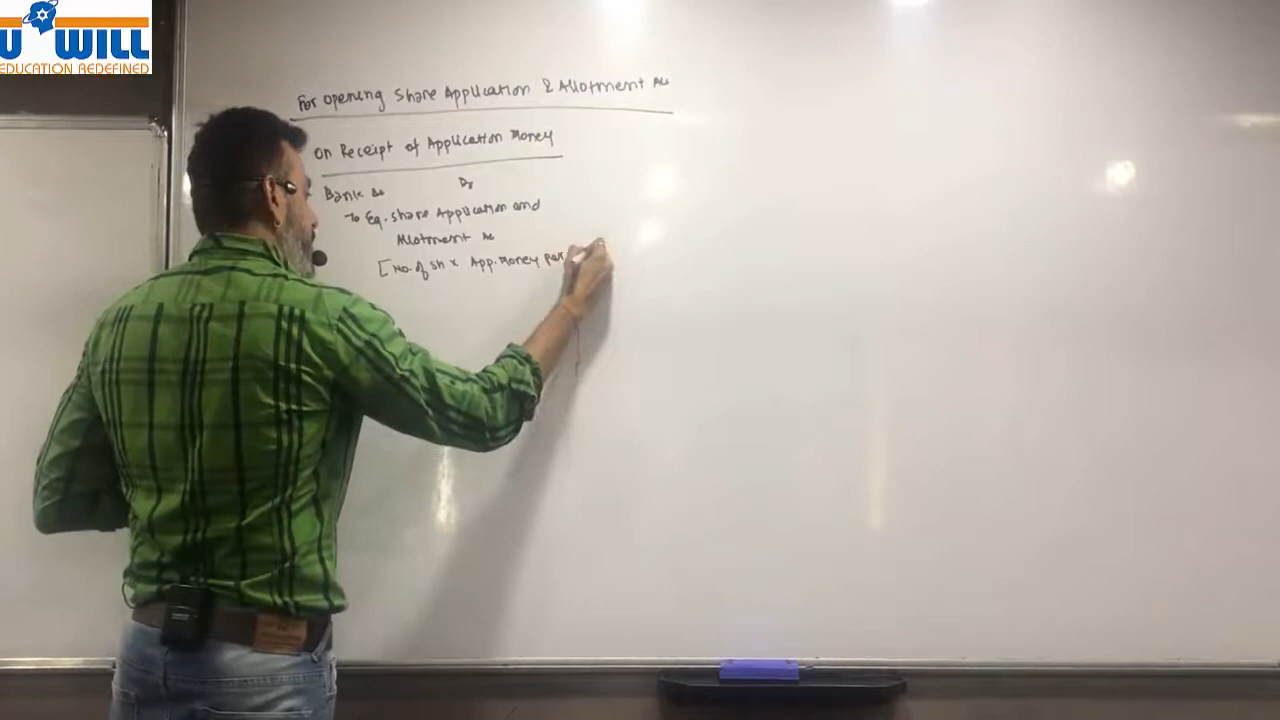 U WILL
EDUCATION REDEFINED
For opening Share Application & Allotment A/c
On Receipt of Application Money
Bank A/c Dr
To Eq. Share Application and
Allotment A/c
[No. of sh x App. Money per